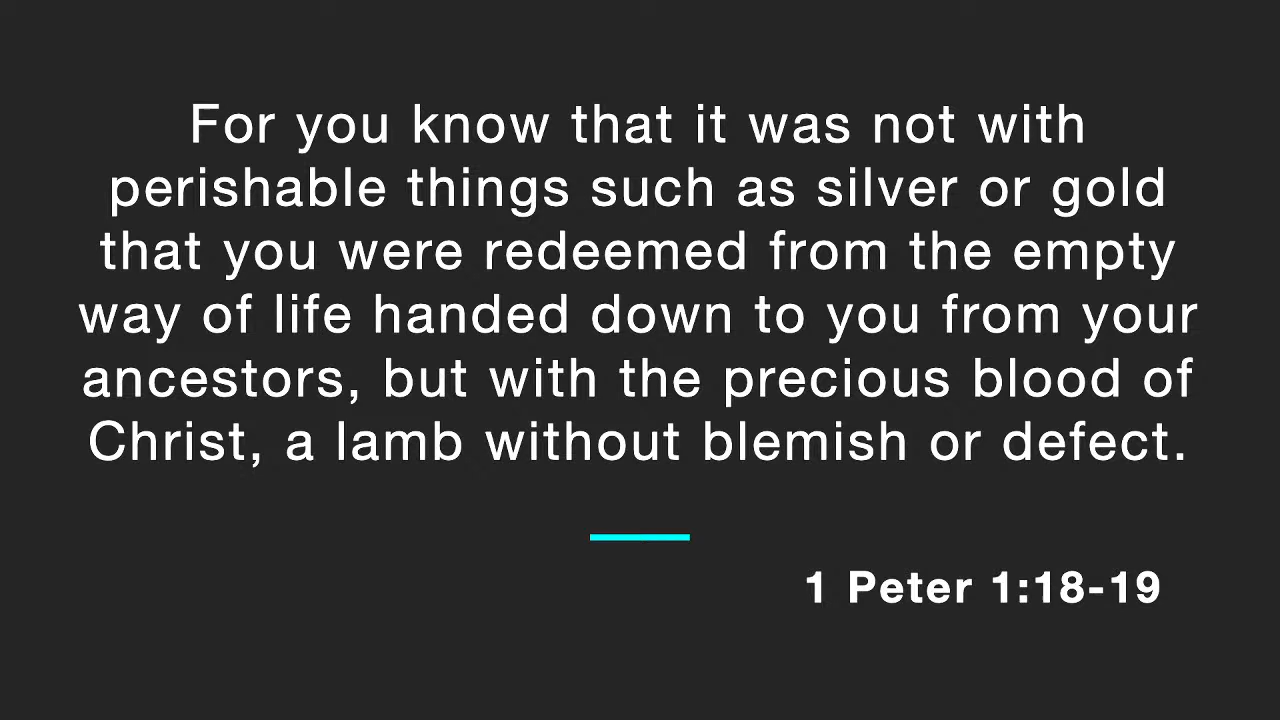 For you know that it was not with
perishable things such as silver or gold
that you were redeemed from the empty
way of life handed down to you from your
ancestors, but with the precious blood of
Christ, a lamb without blemish or defect.
1 Peter 1:18-19